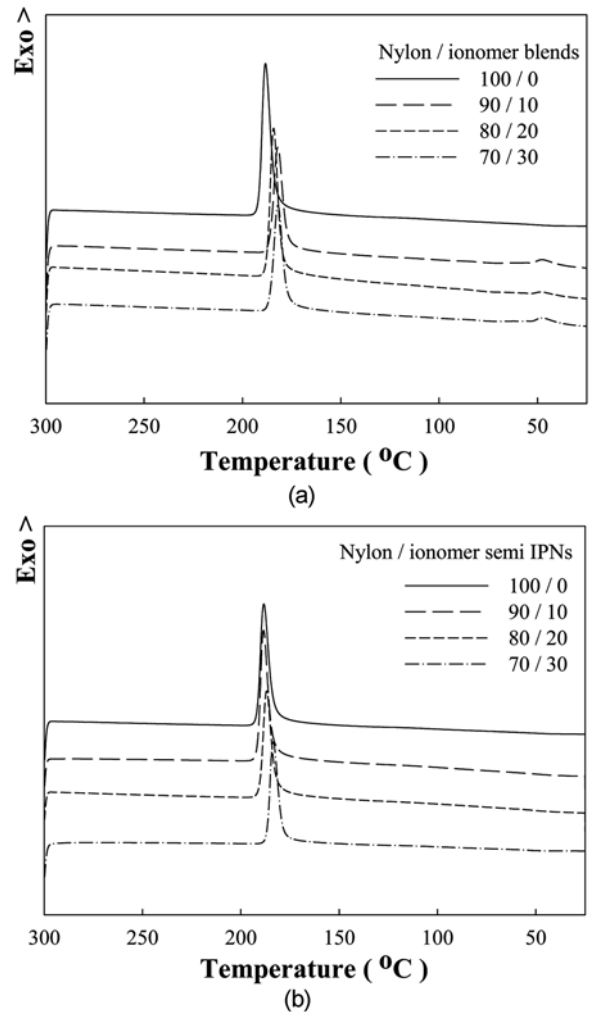 Exo >
Nylon / ionomer blends
100 / 0
90 / 10
80 / 20
70 / 30
300 250 200 150 100 50
Temperature ( ⁰C )
(a)
Exo >
Nylon / ionomer semi IPNs
100 / 0
90 / 10
80 / 20
70 / 30
300 250 200 150 100 50
Temperature ( ⁰C )
(b)